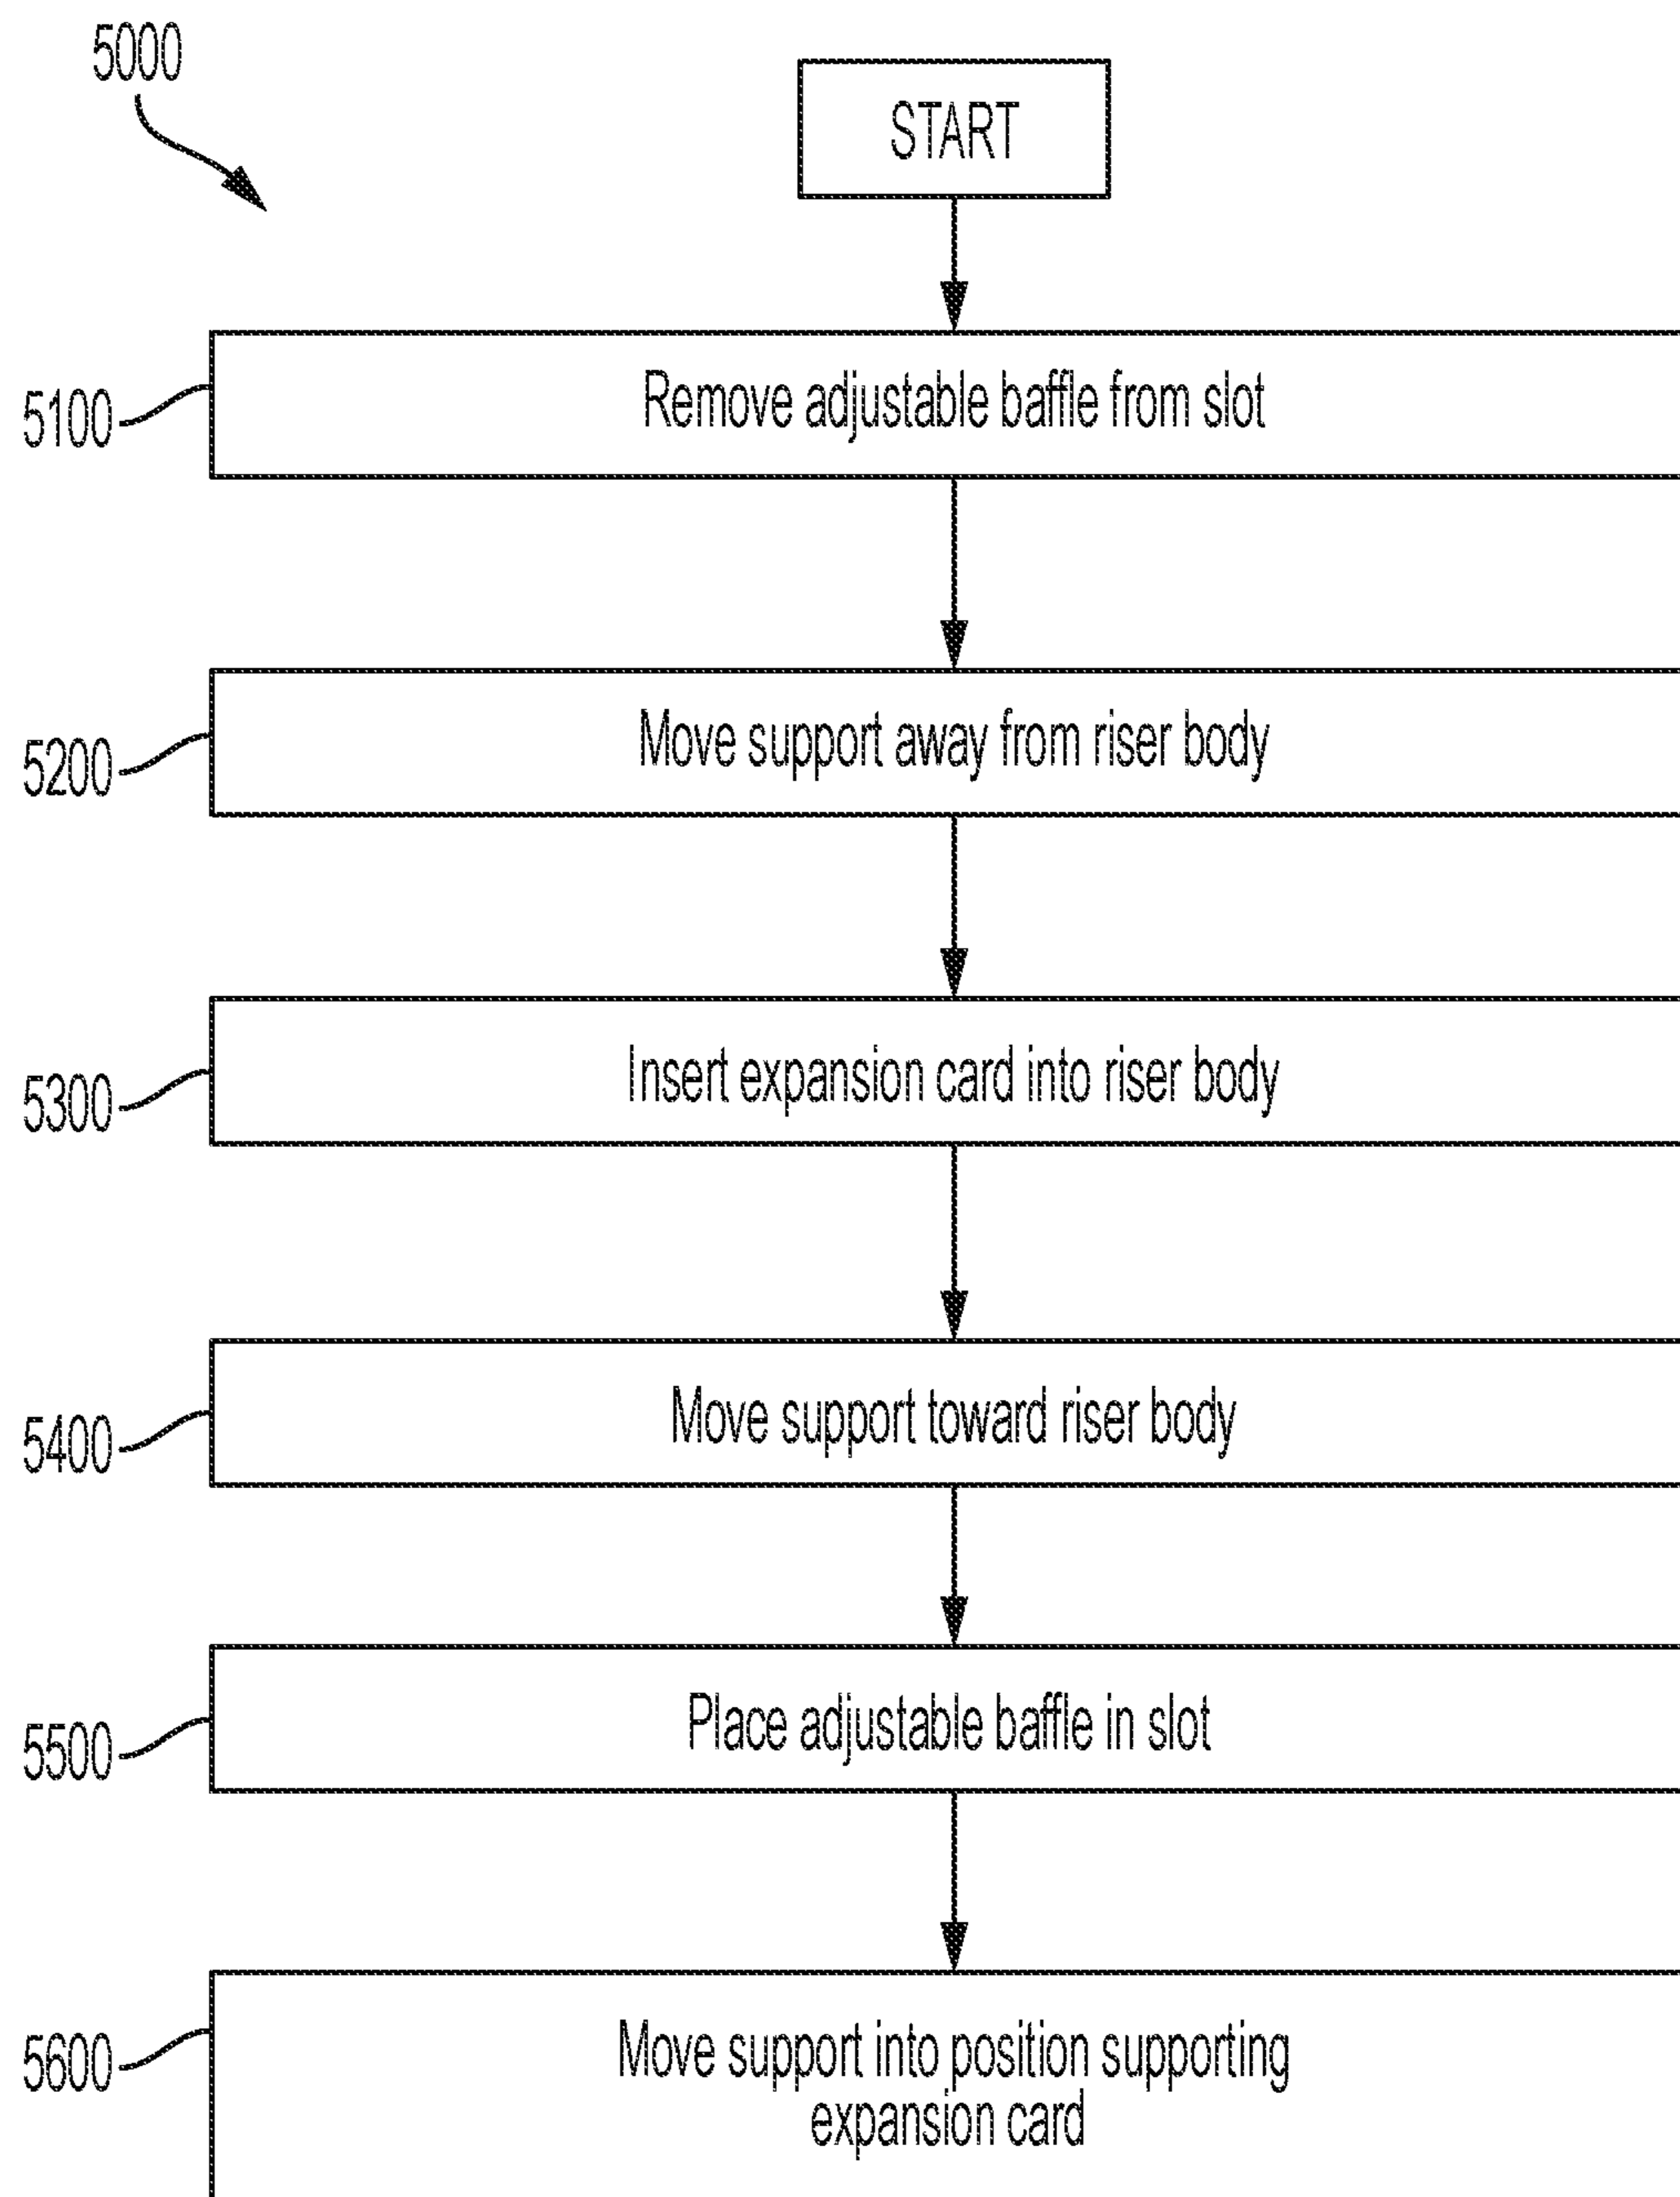 5000
START
5100
Remove adjustable baffle from slot
5200
Move support away from riser body
5300
Insert expansion card into riser body
5400
Move support toward riser body
5500
Place adjustable baffle in slot
5600
Move support into position supporting
expansion card